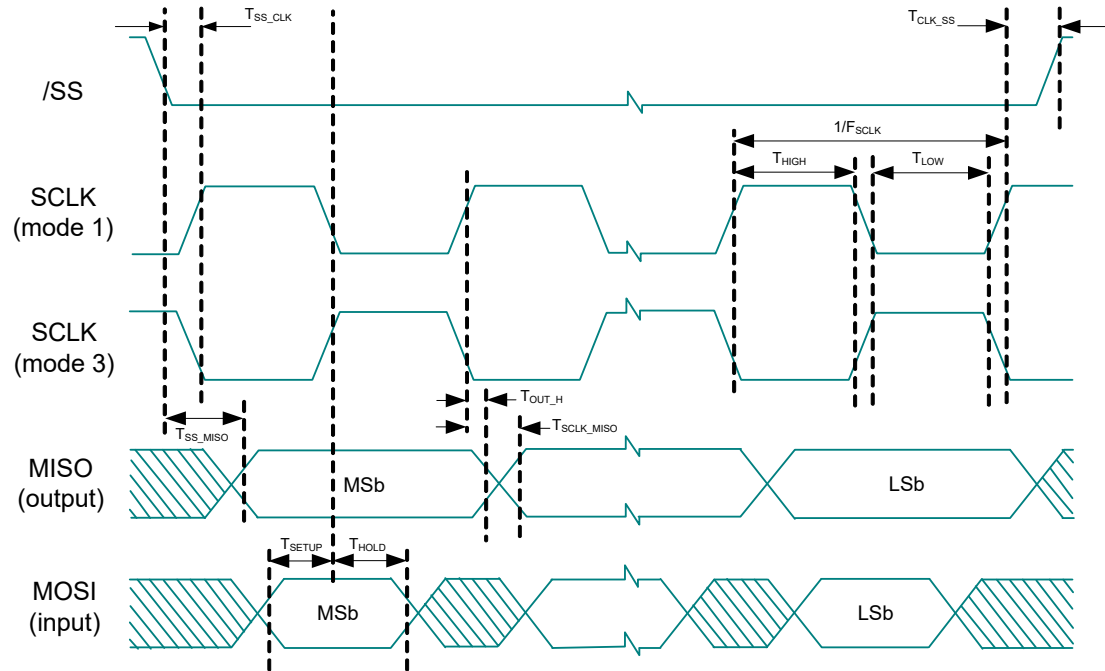 T_SS_CLK
T_CLK_SS
/SS
1/F_SCLK
T_HIGH
T_LOW
SCLK
(mode 1)
SCLK
(mode 3)
T_OUT_H
T_SS_MISO
T_SCLK_MISO
MISO
(output)
MSb
LSb
T_SETUP
T_HOLD
MOSI
(input)
MSb
LSb